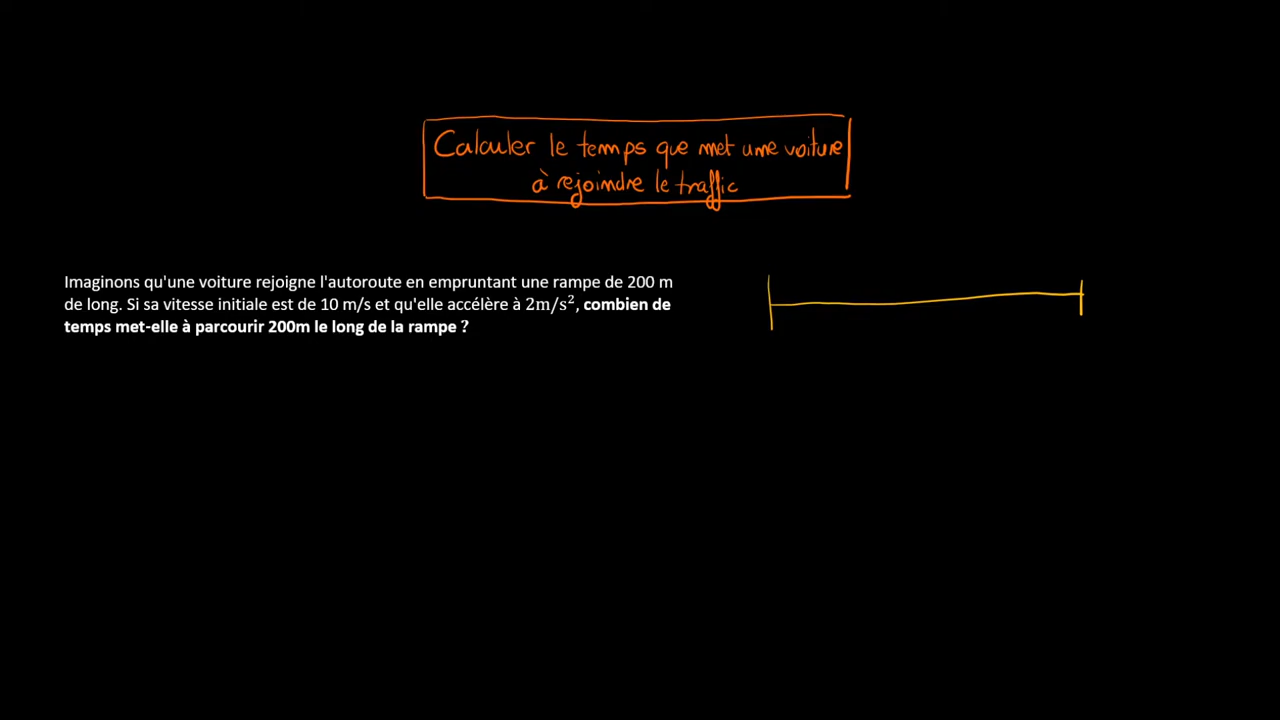 Calculer le temps que met une voiture
à rejoindre le traffic
Imaginons qu'une voiture rejoigne l'autoroute en empruntant une rampe de 200 m
de long. Si sa vitesse initiale est de 10 m/s et qu'elle accélère à 2m/s², combien de
temps met-elle à parcourir 200m le long de la rampe ?